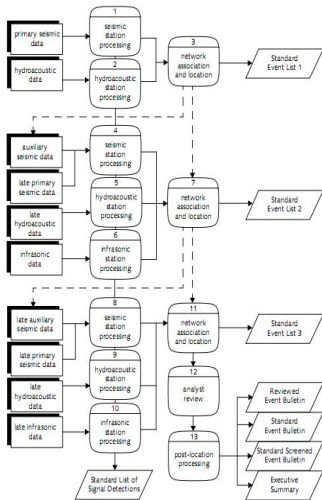 1
primary seismic
data
seismic
station
processing
3
network
association
and location
Standard
Event List 1
2
hydroacoustic
data
hydroacoustic
station
processing
4
auxiliary
seismic data
seismic
station
processing
late primary
seismic data
5
7
late
hydroacoustic
data
hydroacoustic
station
processing
network
association
and location
Standard
Event List 2
6
infrasonic
data
infrasonic
station
processing
8
late auxiliary
seismic data
seismic
station
processing
11
network
association
and location
Standard
Event List 3
late primary
seismic data
9
late
hydroacoustic
data
hydroacoustic
station
processing
12
analyst
review
10
late infrasonic
data
infrasonic
station
processing
13
post-location
processing
Reviewed
Event Bulletin
Standard
Event Bulletin
Standard Screened
Event Bulletin
Executive
Summary
Standard List of
Signal Detections